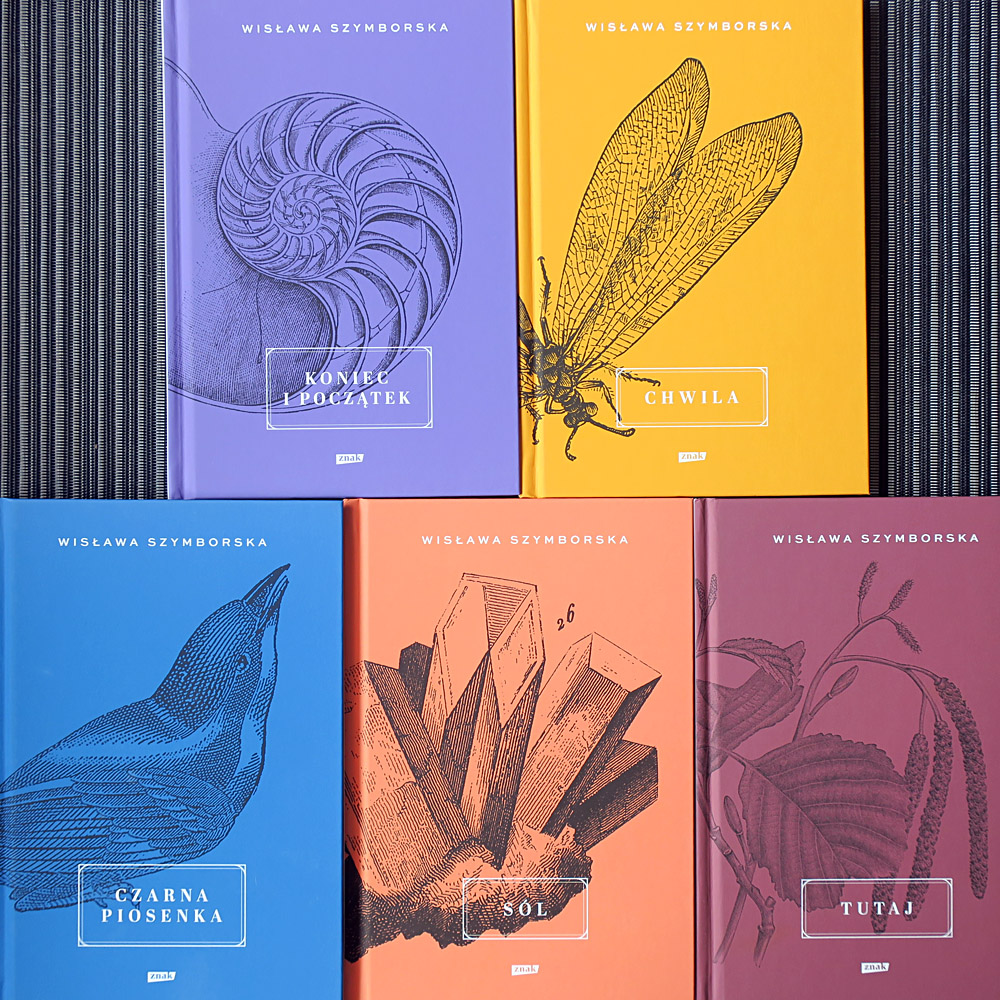 WISŁAWA SZYMBORSKA
KONIEC
I POCZĄTEK
znak
WISŁAWA SZYMBORSKA
CHWILA
znak
WISŁAWA SZYMBORSKA
CZARNA
PIOSENKA
znak
WISŁAWA SZYMBORSKA
26
SÓL
znak
WISŁAWA SZYMBORSKA
TUTAJ
znak